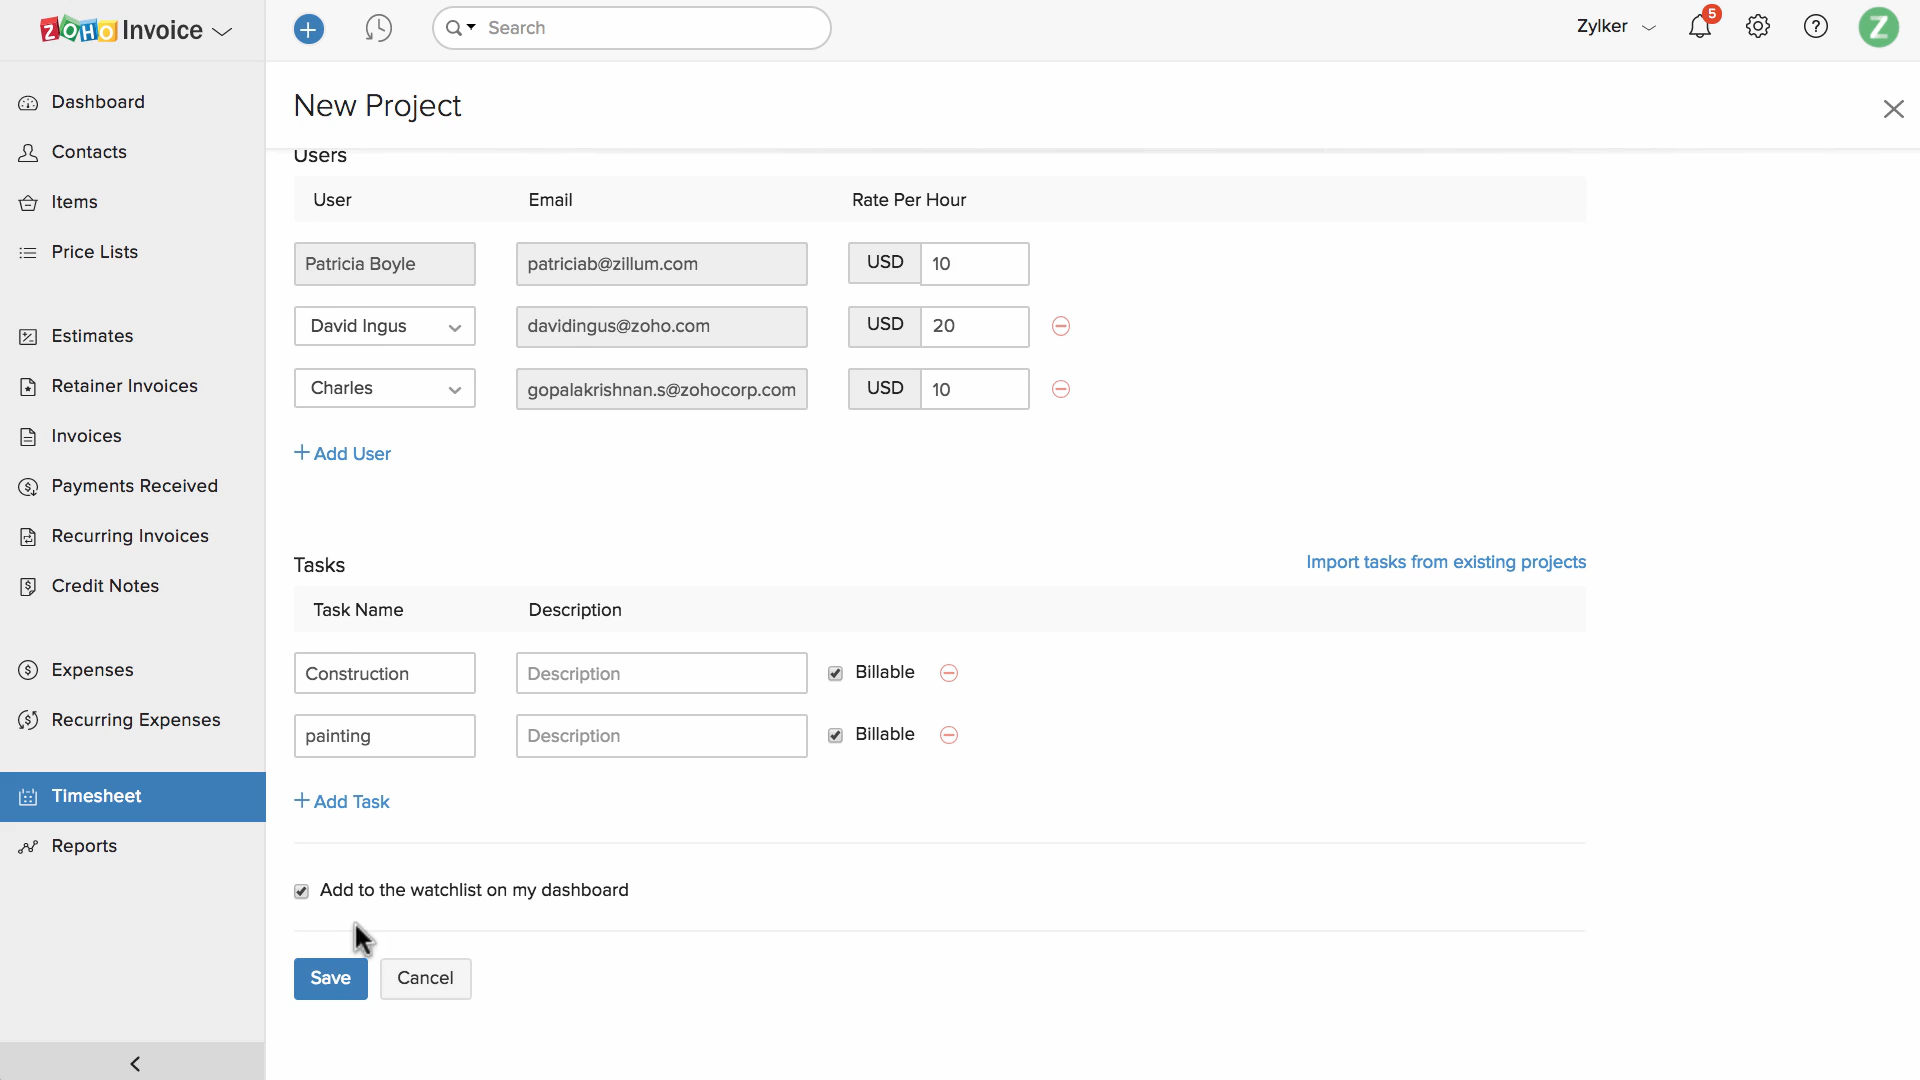 ZOHO Invoice
Search
Zylker
5
?
Z
Dashboard
Contacts
Items
Price Lists
Estimates
Retainer Invoices
Invoices
Payments Received
Recurring Invoices
Credit Notes
Expenses
Recurring Expenses
Timesheet
Reports
New Project
Users
User Email Rate Per Hour
Patricia Boyle patriciab@zillum.com USD 10
David Ingus davidingus@zoho.com USD 20
Charles gopalakrishnan.s@zohocorp.com USD 10
+ Add User
Tasks Import tasks from existing projects
Task Name Description
Construction Description Billable
painting Description Billable
+ Add Task
Add to the watchlist on my dashboard
Save Cancel